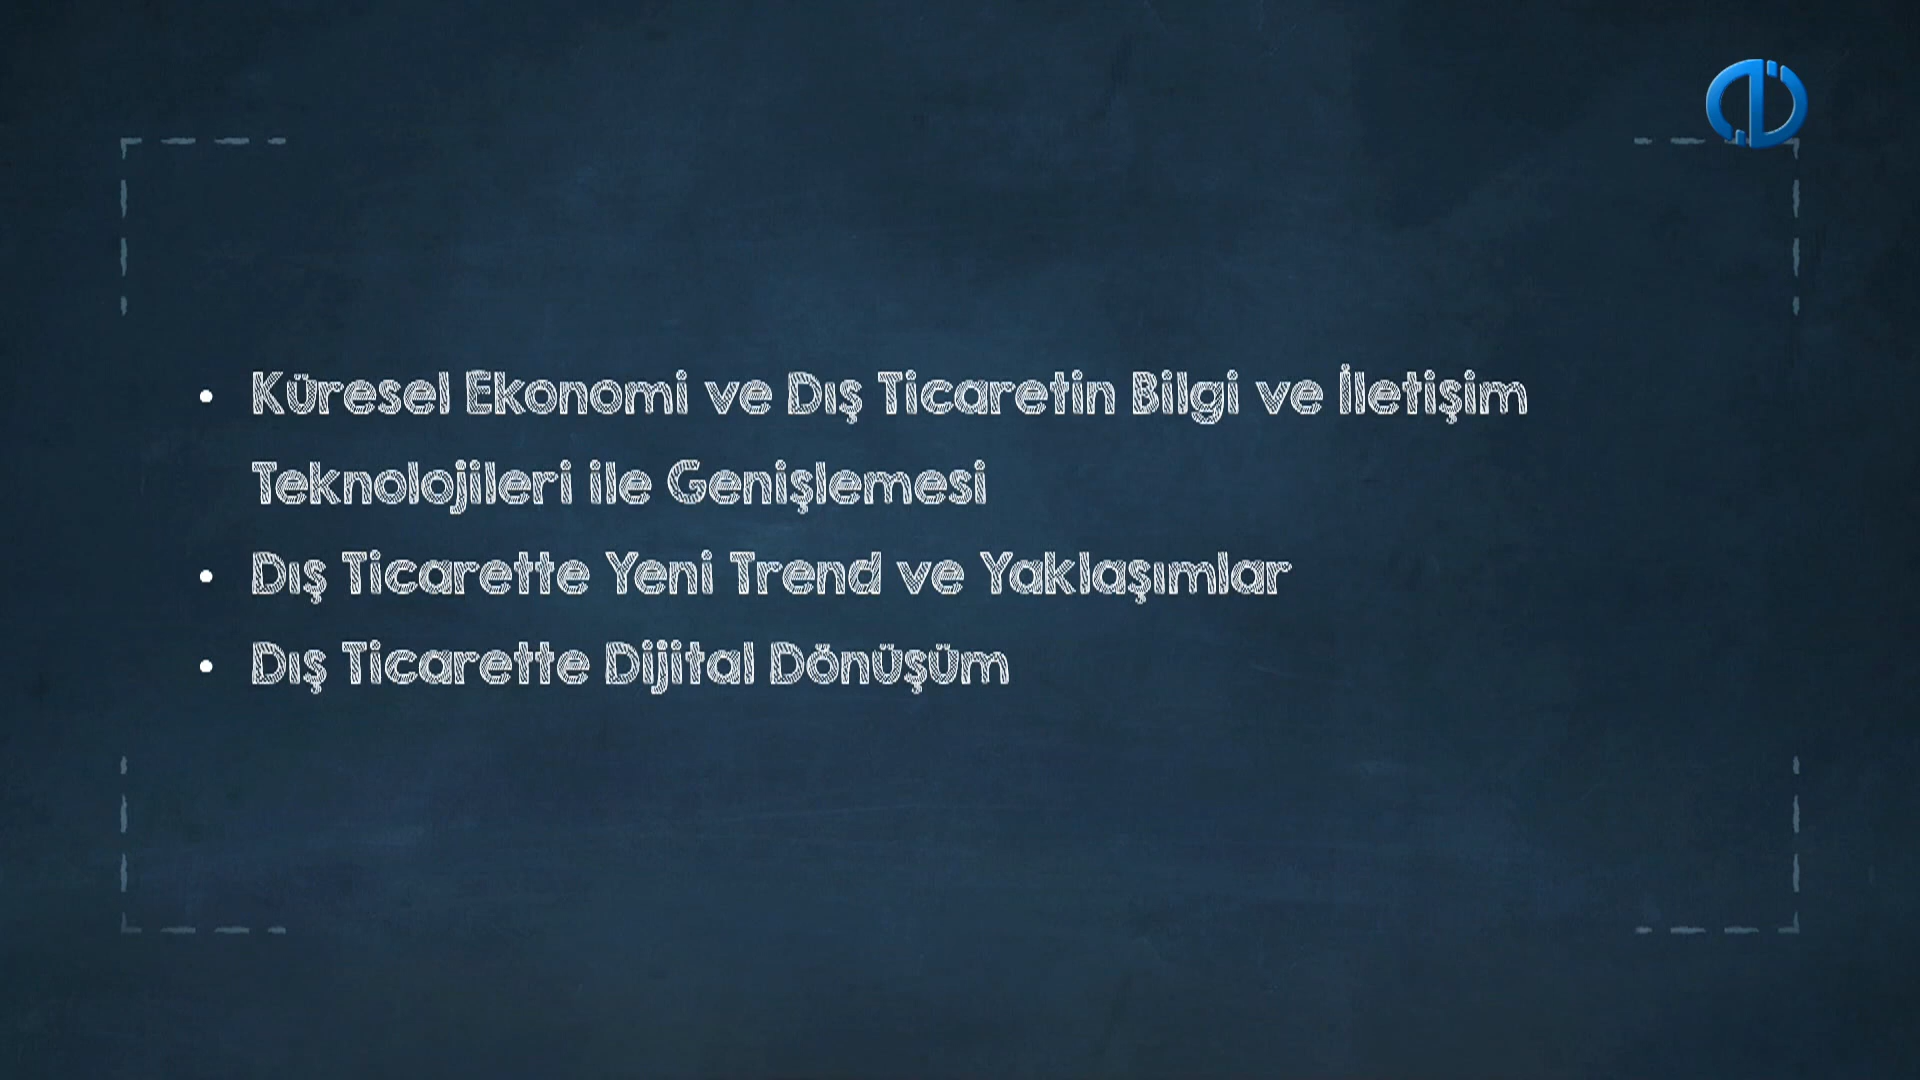 • Küresel Ekonomi ve Dış Ticaretin Bilgi ve İletişim
Teknolojileri ile Genişlemesi
• Dış Ticarette Yeni Trend ve Yaklaşımlar
• Dış Ticarette Dijital Dönüşüm